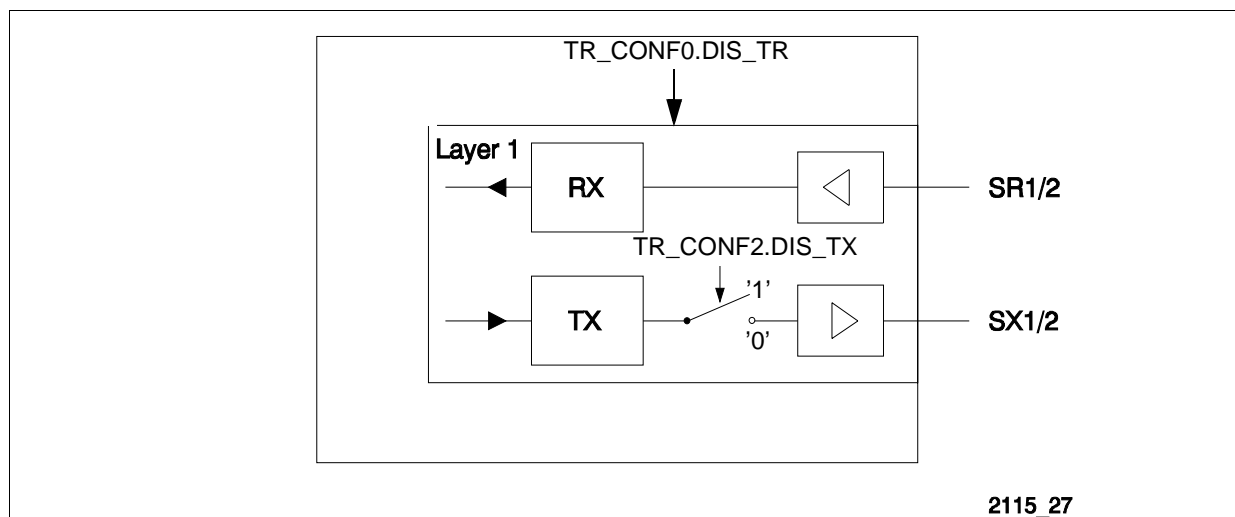 TR_CONF0.DIS_TR
Layer 1
RX
SR1/2
TR_CONF2.DIS_TX
’1’
TX
SX1/2
’0’
2115_27